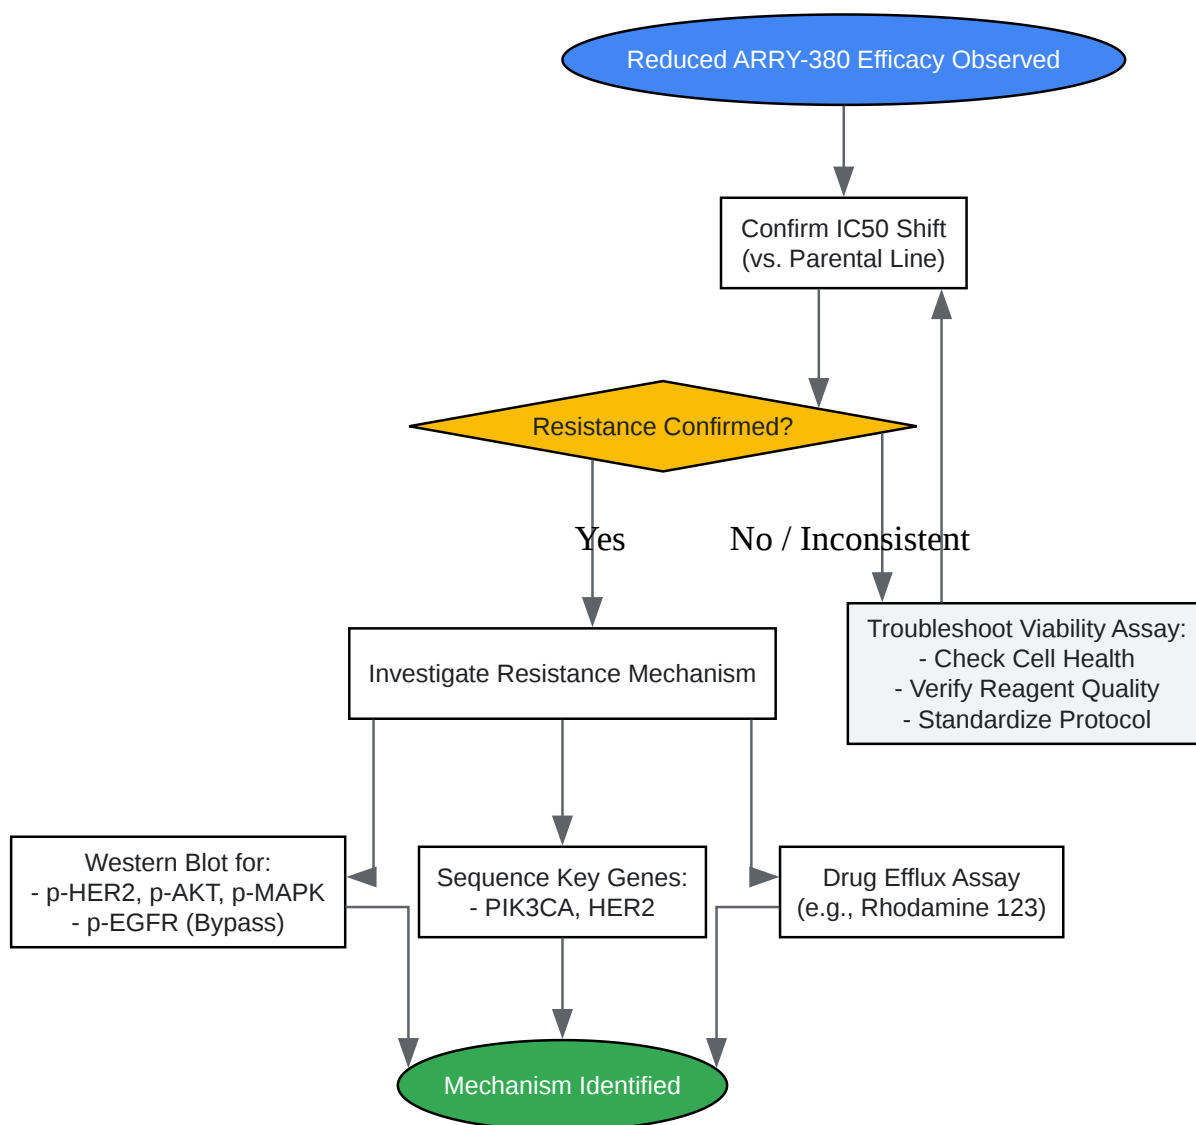 Reduced ARRY-380 Efficacy Observed
Confirm IC50 Shift
(vs. Parental Line)
Resistance Confirmed?
Yes
No / Inconsistent
Troubleshoot Viability Assay:
- Check Cell Health
- Verify Reagent Quality
- Standardize Protocol
Investigate Resistance Mechanism
Western Blot for:
- p-HER2, p-AKT, p-MAPK
- p-EGFR (Bypass)
Sequence Key Genes:
- PIK3CA, HER2
Drug Efflux Assay
(e.g., Rhodamine 123)
Mechanism Identified